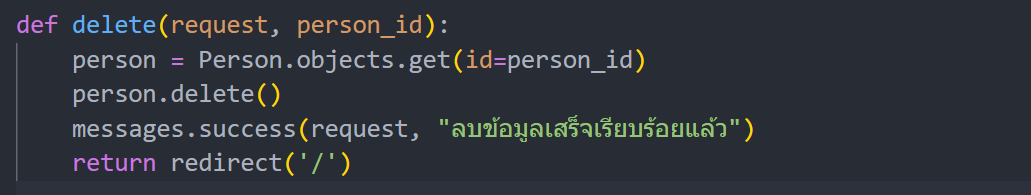 def delete(request, person_id):
    person = Person.objects.get(id=person_id)
    person.delete()
    messages.success(request, "ลบข้อมูลเสร็จเรียบร้อยแล้ว")
    return redirect('/')